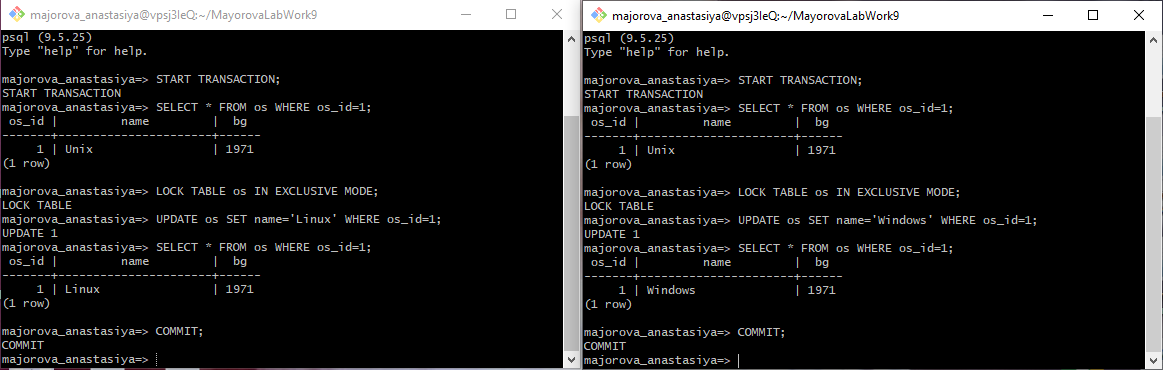 majorova_anastasiya@vpsj3leQ:~/MayorovaLabWork9
psql (9.5.25)
Type "help" for help.
majorova_anastasiya=> START TRANSACTION;
START TRANSACTION
majorova_anastasiya=> SELECT * FROM os WHERE os_id=1;
 os_id |         name         |  bg
-------+----------------------+------
     1 | Unix                 | 1971
(1 row)
majorova_anastasiya=> LOCK TABLE os IN EXCLUSIVE MODE;
LOCK TABLE
majorova_anastasiya=> UPDATE os SET name='Linux' WHERE os_id=1;
UPDATE 1
majorova_anastasiya=> SELECT * FROM os WHERE os_id=1;
 os_id |         name         |  bg
-------+----------------------+------
     1 | Linux                | 1971
(1 row)
majorova_anastasiya=> COMMIT;
COMMIT
majorova_anastasiya=>
majorova_anastasiya@vpsj3leQ:~/MayorovaLabWork9
psql (9.5.25)
Type "help" for help.
majorova_anastasiya=> START TRANSACTION;
START TRANSACTION
majorova_anastasiya=> SELECT * FROM os WHERE os_id=1;
 os_id |         name         |  bg
-------+----------------------+------
     1 | Unix                 | 1971
(1 row)
majorova_anastasiya=> LOCK TABLE os IN EXCLUSIVE MODE;
LOCK TABLE
majorova_anastasiya=> UPDATE os SET name='Windows' WHERE os_id=1;
UPDATE 1
majorova_anastasiya=> SELECT * FROM os WHERE os_id=1;
 os_id |         name         |  bg
-------+----------------------+------
     1 | Windows              | 1971
(1 row)
majorova_anastasiya=> COMMIT;
COMMIT
majorova_anastasiya=>